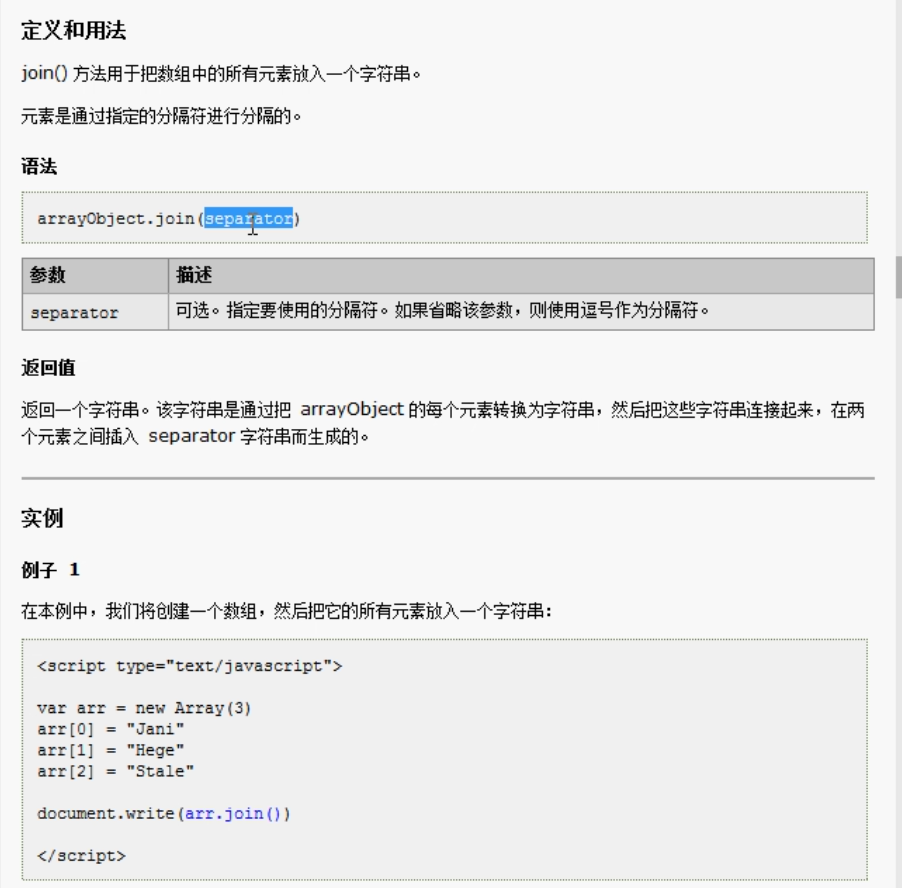 定义和用法
join() 方法用于把数组中的所有元素放入一个字符串。
元素是通过指定的分隔符进行分隔的。
语法
arrayObject.join(separator)
参数 描述
separator 可选。指定要使用的分隔符。如果省略该参数，则使用逗号作为分隔符。
返回值
返回一个字符串。该字符串是通过把 arrayObject 的每个元素转换为字符串，然后把这些字符串连接起来，在两
个元素之间插入 separator 字符串而生成的。
实例
例子 1
在本例中，我们将创建一个数组，然后把它的所有元素放入一个字符串：
<script type="text/javascript">
var arr = new Array(3)
arr[0] = "Jani"
arr[1] = "Hege"
arr[2] = "Stale"
document.write(arr.join())
</script>